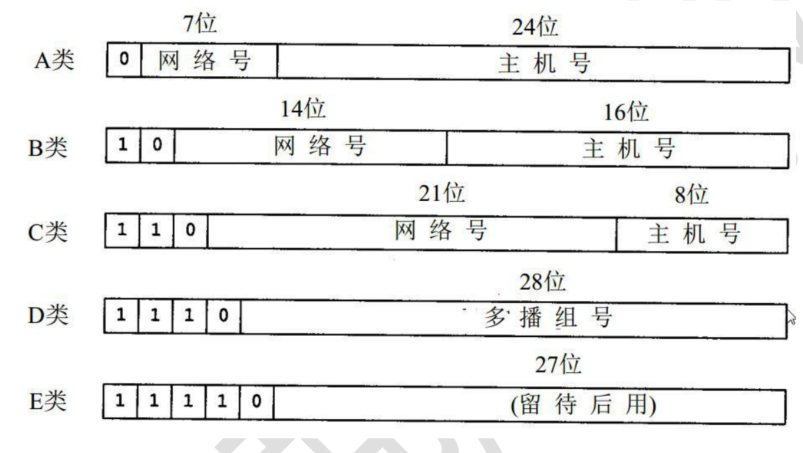 7位 24位
A类 0 网络号 主机号
14位 16位
B类 1 0 网络号 主机号
21位 8位
C类 1 1 0 网络号 主机号
28位
D类 1 1 1 0 多播组号
27位
E类 1 1 1 1 0 (留待后用)